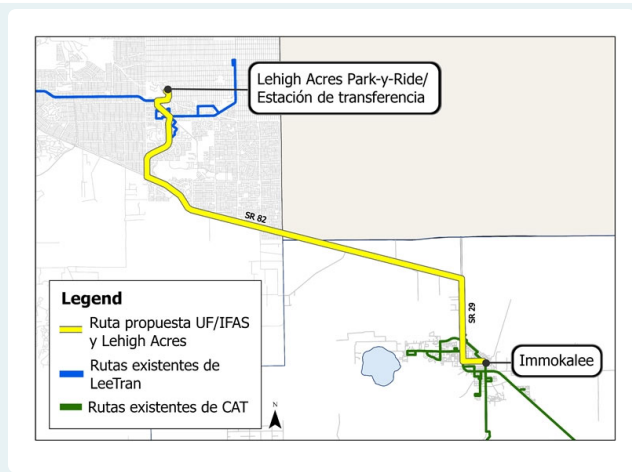 Lehigh Acres Park-y-Ride/
Estación de transferencia
SR 82
SR 29
Immokalee
Legend
Ruta propuesta UF/IFAS
y Lehigh Acres
Rutas existentes de
LeeTran
Rutas existentes de CAT
N